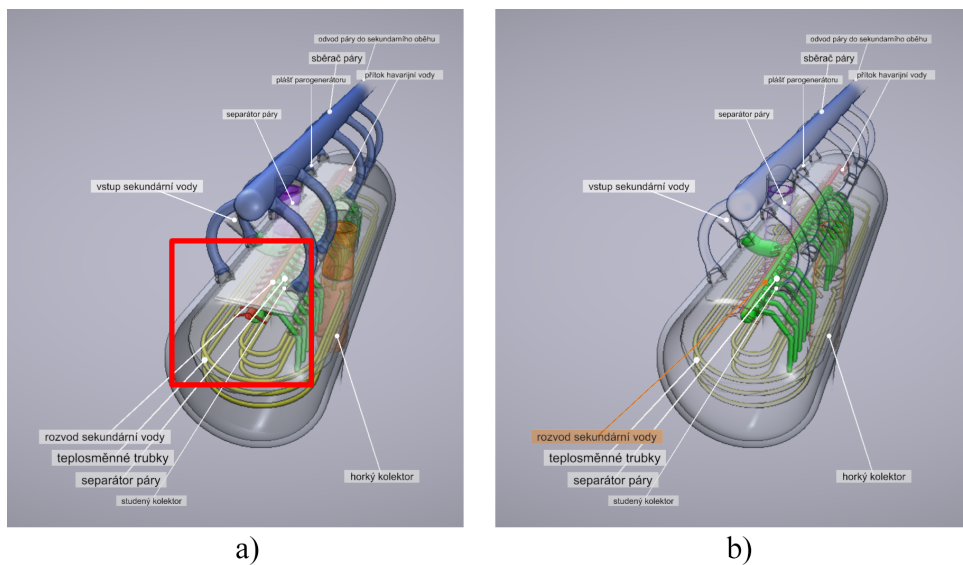 odvod páry do sekundárního oběhu
sběrač páry
plášť parogenerátoru
přítok havarijní vody
separátor páry
vstup sekundární vody
rozvod sekundární vody
teplosměnné trubky
separátor páry
studený kolektor
horký kolektor
a)
odvod páry do sekundárního oběhu
sběrač páry
plášť parogenerátoru
přítok havarijní vody
separátor páry
vstup sekundární vody
rozvod sekundární vody
teplosměnné trubky
separátor páry
studený kolektor
horký kolektor
b)